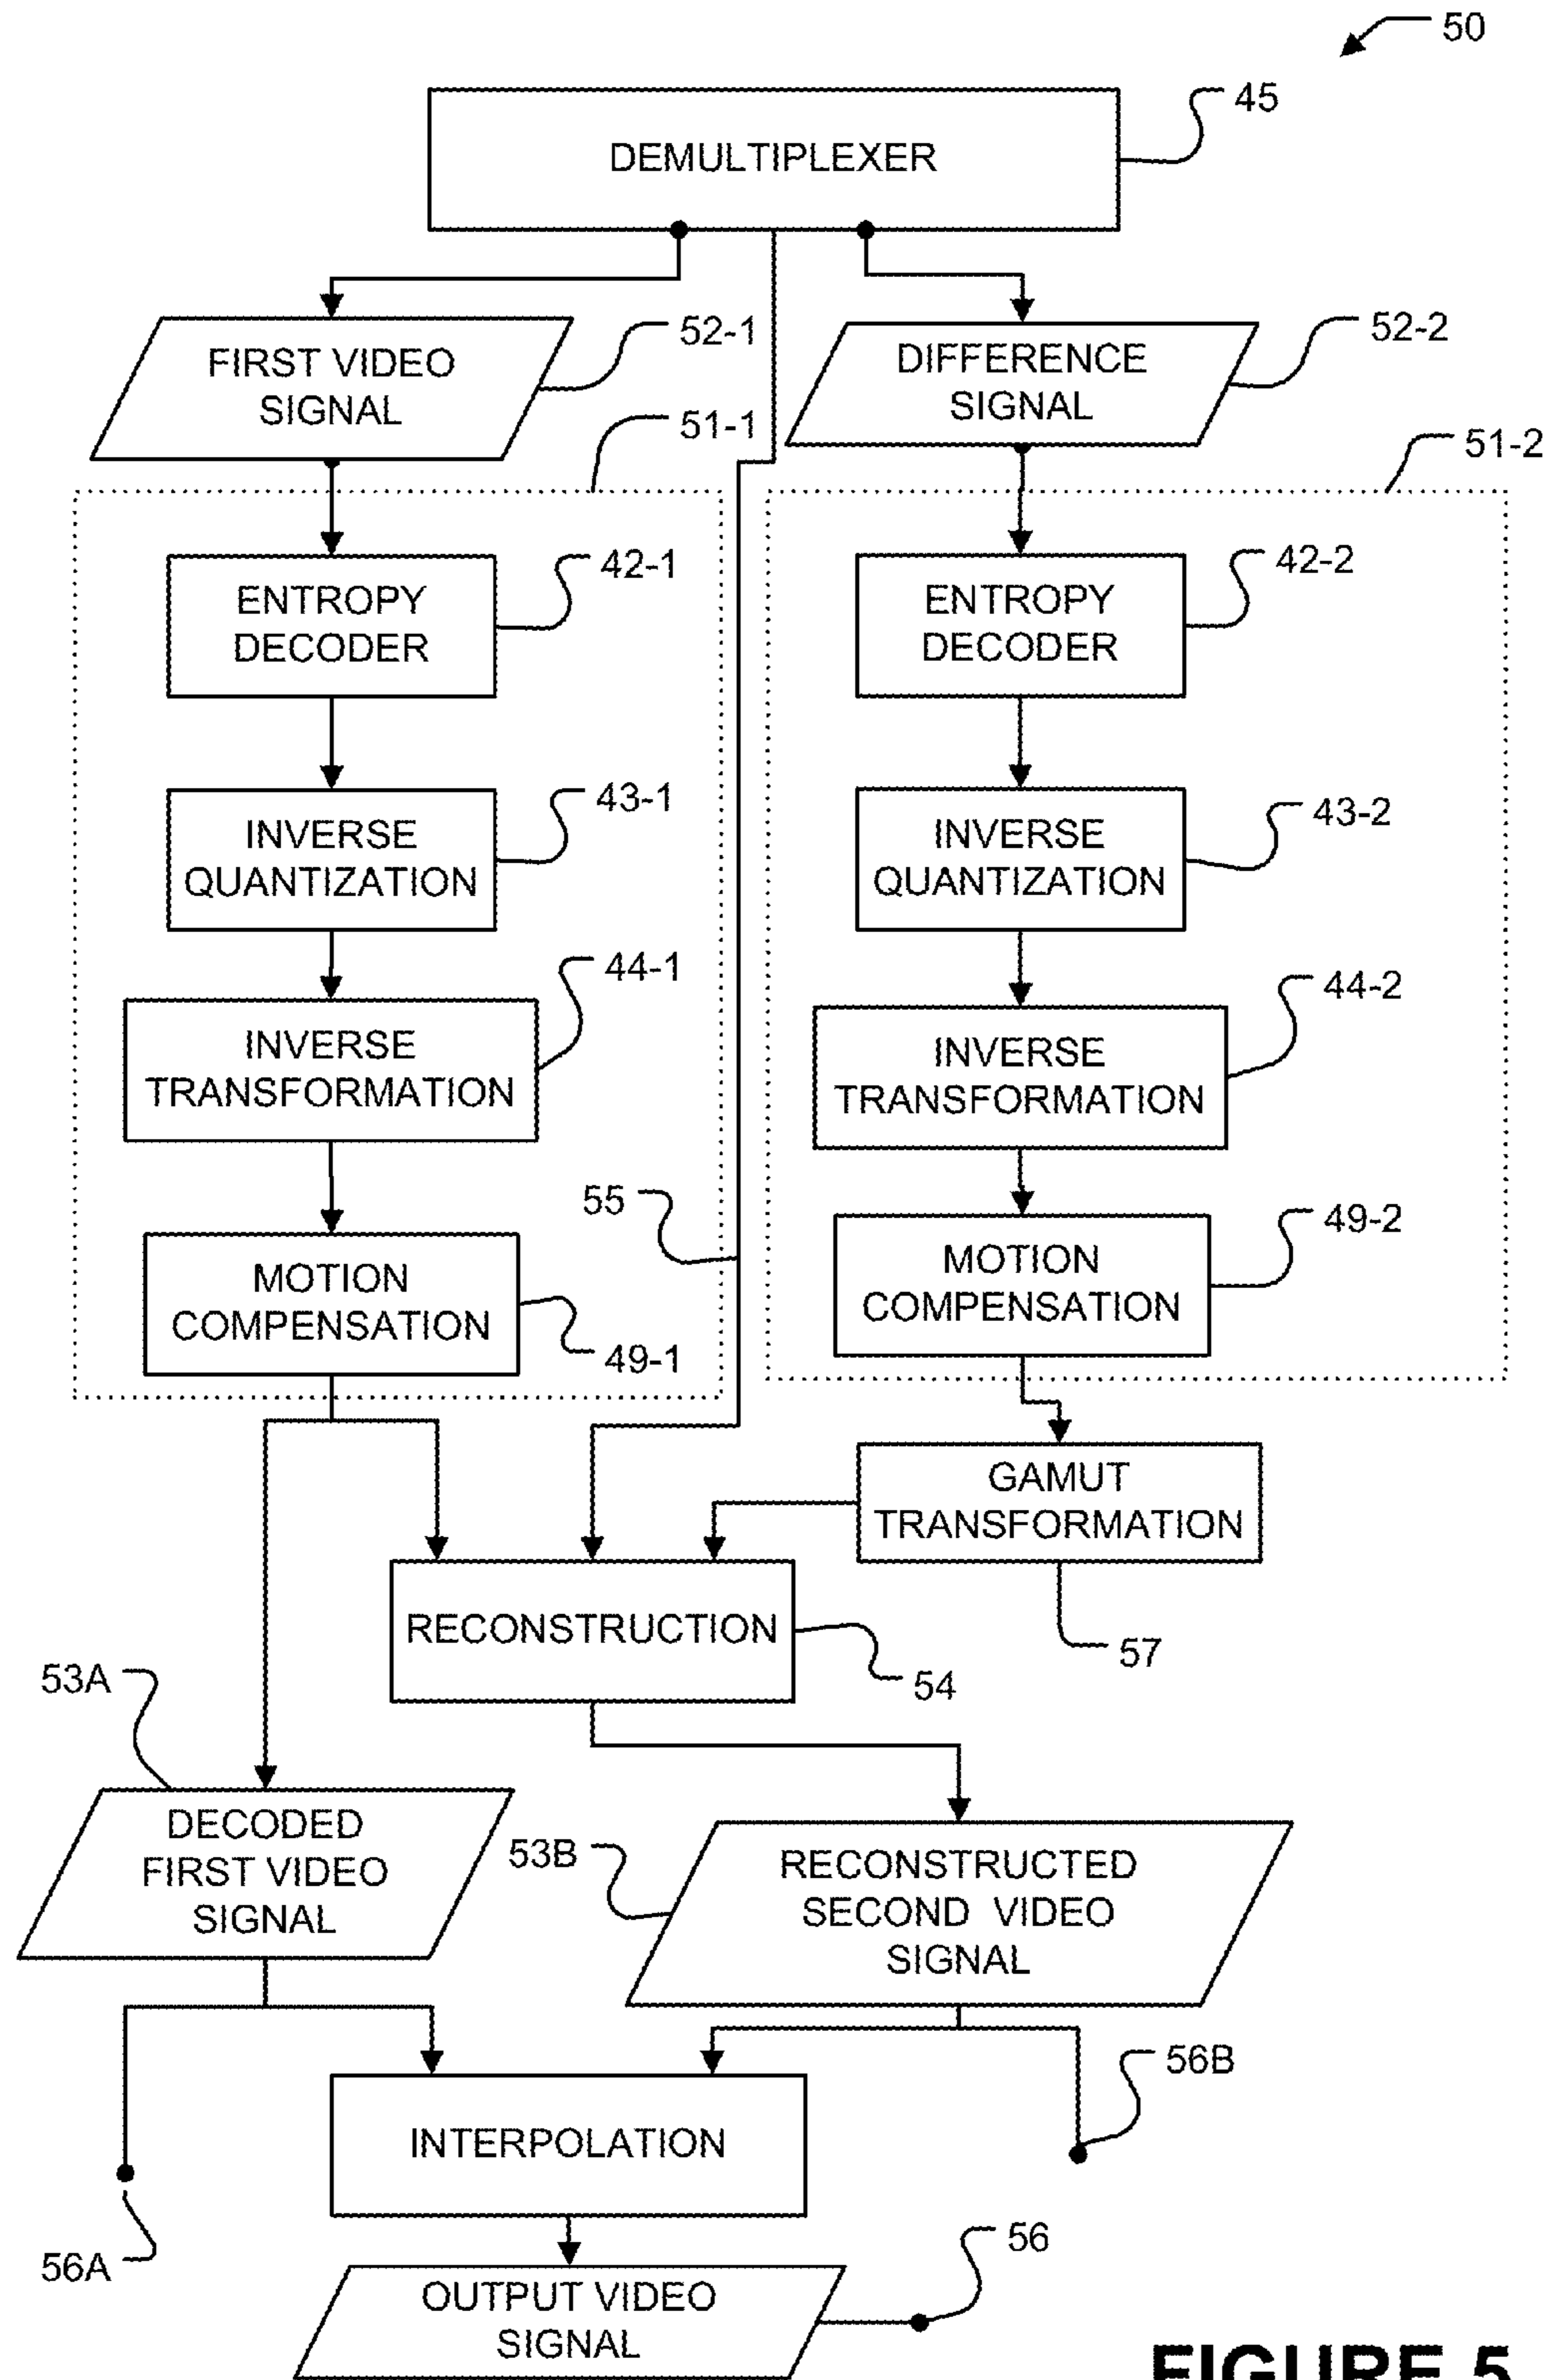 50
45
DEMULTIPLEXER
52-1
52-2
FIRST VIDEO
SIGNAL
DIFFERENCE
SIGNAL
51-1
51-2
42-1
42-2
ENTROPY
DECODER
ENTROPY
DECODER
43-1
43-2
INVERSE
QUANTIZATION
INVERSE
QUANTIZATION
44-1
44-2
INVERSE
TRANSFORMATION
INVERSE
TRANSFORMATION
55
49-2
MOTION
COMPENSATION
MOTION
COMPENSATION
49-1
GAMUT
TRANSFORMATION
RECONSTRUCTION
57
53A
54
DECODED
FIRST VIDEO
SIGNAL
53B
RECONSTRUCTED
SECOND VIDEO
SIGNAL
56B
INTERPOLATION
56A
56
OUTPUT VIDEO
SIGNAL
FIGURE 5